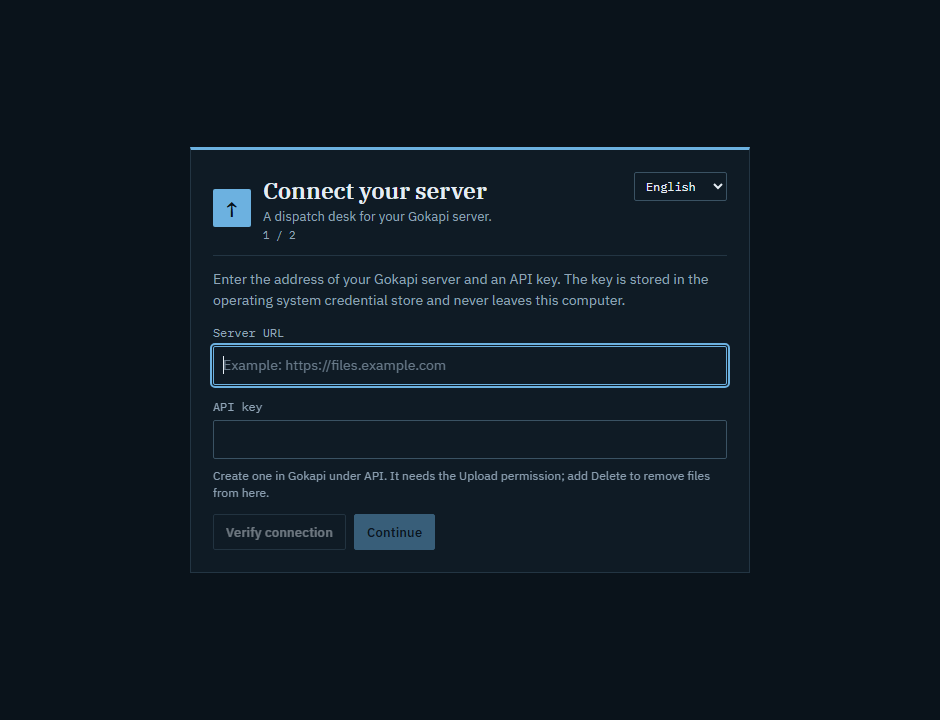 ↑
Connect your server
English
A dispatch desk for your Gokapi server.
1 / 2
Enter the address of your Gokapi server and an API key. The key is stored in the
operating system credential store and never leaves this computer.
Server URL
Example: https://files.example.com
API key
Create one in Gokapi under API. It needs the Upload permission; add Delete to remove files
from here.
Verify connection
Continue